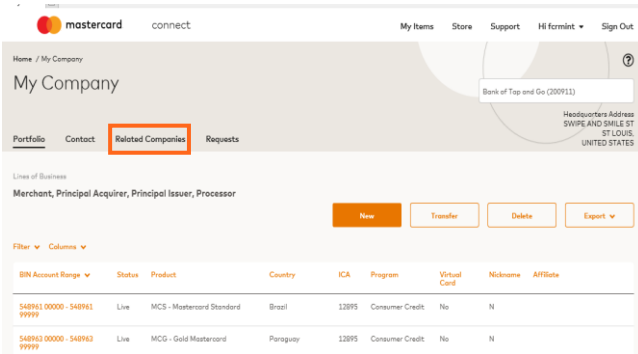 mastercard connect My Items Store Support Hi fcrmint Sign Out
Home / My Company
My Company
Bank of Tap and Go (200911)
Headquarters Address
SWIPE AND SMILE ST
ST LOUIS,
UNITED STATES
Portfolio Contact Related Companies Requests
Lines of Business
Merchant, Principal Acquirer, Principal Issuer, Processor
New Transfer Delete Export
Filter Columns
BIN Account Range Status Product Country ICA Program Virtual Card Nickname Affiliate
548961 00000 - 548961 99999 Live MCS - Mastercard Standard Brazil 12895 Consumer Credit No N
548963 00000 - 548963 99999 Live MCG - Gold Mastercard Paraguay 12895 Consumer Credit No N